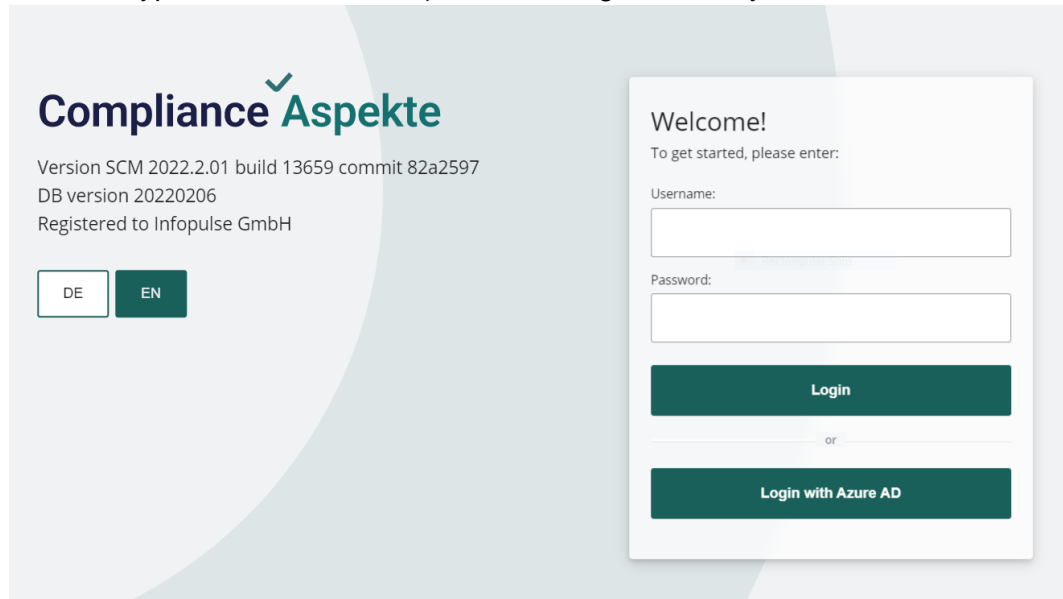 Compliance Aspekte
Version SCM 2022.2.01 build 13659 commit 82a2597
DB version 20220206
Registered to Infopulse GmbH
DE
EN
Welcome!
To get started, please enter:
Username:
Password:
Login
or
Login with Azure AD